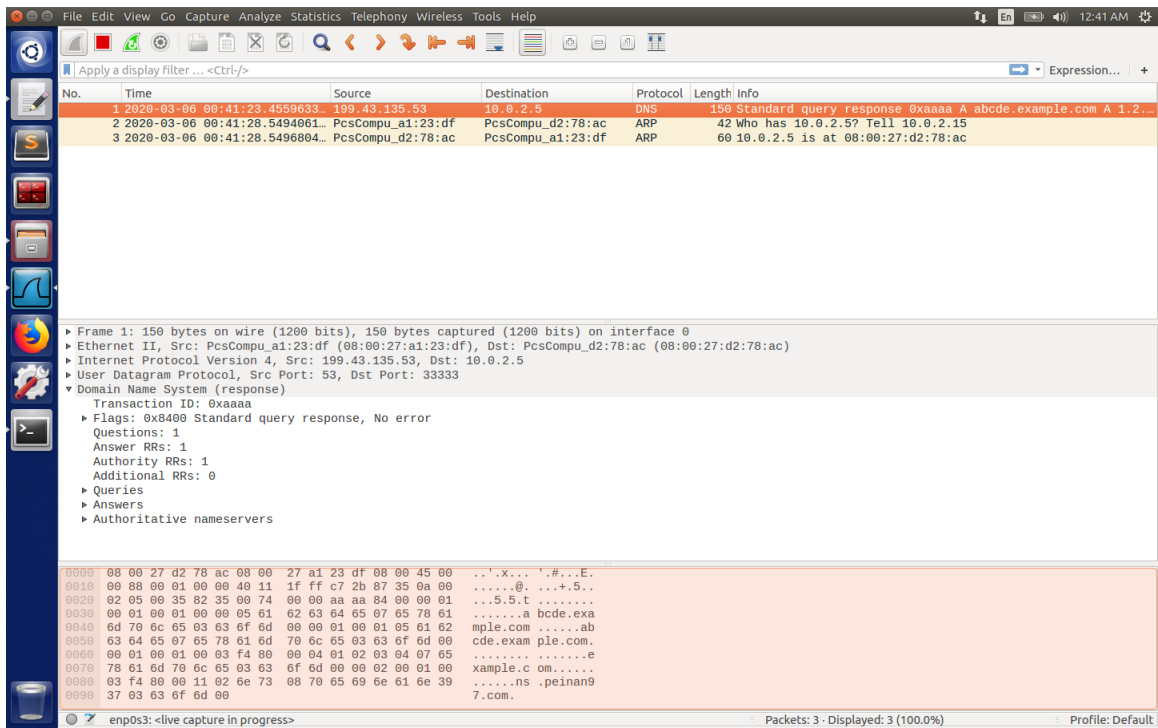 File Edit View Go Capture Analyze Statistics Telephony Wireless Tools Help En 12:41 AM
Apply a display filter … <Ctrl-/> Expression… +
No. Time Source Destination Protocol Length Info
1 2020-03-06 00:41:23.4559633… 199.43.135.53 10.0.2.5 DNS 150 Standard query response 0xaaaa A abcde.example.com A 1.2…
2 2020-03-06 00:41:28.5494061… PcsCompu_a1:23:df PcsCompu_d2:78:ac ARP 42 Who has 10.0.2.5? Tell 10.0.2.15
3 2020-03-06 00:41:28.5496804… PcsCompu_d2:78:ac PcsCompu_a1:23:df ARP 60 10.0.2.5 is at 08:00:27:d2:78:ac
Frame 1: 150 bytes on wire (1200 bits), 150 bytes captured (1200 bits) on interface 0
Ethernet II, Src: PcsCompu_a1:23:df (08:00:27:a1:23:df), Dst: PcsCompu_d2:78:ac (08:00:27:d2:78:ac)
Internet Protocol Version 4, Src: 199.43.135.53, Dst: 10.0.2.5
User Datagram Protocol, Src Port: 53, Dst Port: 33333
Domain Name System (response)
Transaction ID: 0xaaaa
Flags: 0x8400 Standard query response, No error
Questions: 1
Answer RRs: 1
Authority RRs: 1
Additional RRs: 0
Queries
Answers
Authoritative nameservers
0000 08 00 27 d2 78 ac 08 00 27 a1 23 df 08 00 45 00 ..'.x... '.#...E.
0010 00 88 00 01 00 00 40 11 1f ff c7 2b 87 35 0a 00 ......@. ...+.5..
0020 02 05 00 35 82 35 00 74 00 00 aa aa 84 00 00 01 ...5.5.t ........
0030 00 01 00 01 00 00 05 61 62 63 64 65 07 65 78 61 .......a bcde.exa
0040 6d 70 6c 65 03 63 6f 6d 00 00 01 00 01 05 61 62 mple.com ......ab
0050 63 64 65 07 65 78 61 6d 70 6c 65 03 63 6f 6d 00 cde.exam ple.com.
0060 00 01 00 01 00 03 f4 80 00 04 01 02 03 04 07 65 ........ .......e
0070 78 61 6d 70 6c 65 03 63 6f 6d 00 00 02 00 01 00 xample.c om......
0080 03 f4 80 00 11 02 6e 73 08 70 65 69 6e 61 6e 39 ......ns .peinan9
0090 37 03 63 6f 6d 00 7.com.
enp0s3: <live capture in progress> Packets: 3 · Displayed: 3 (100.0%) Profile: Default